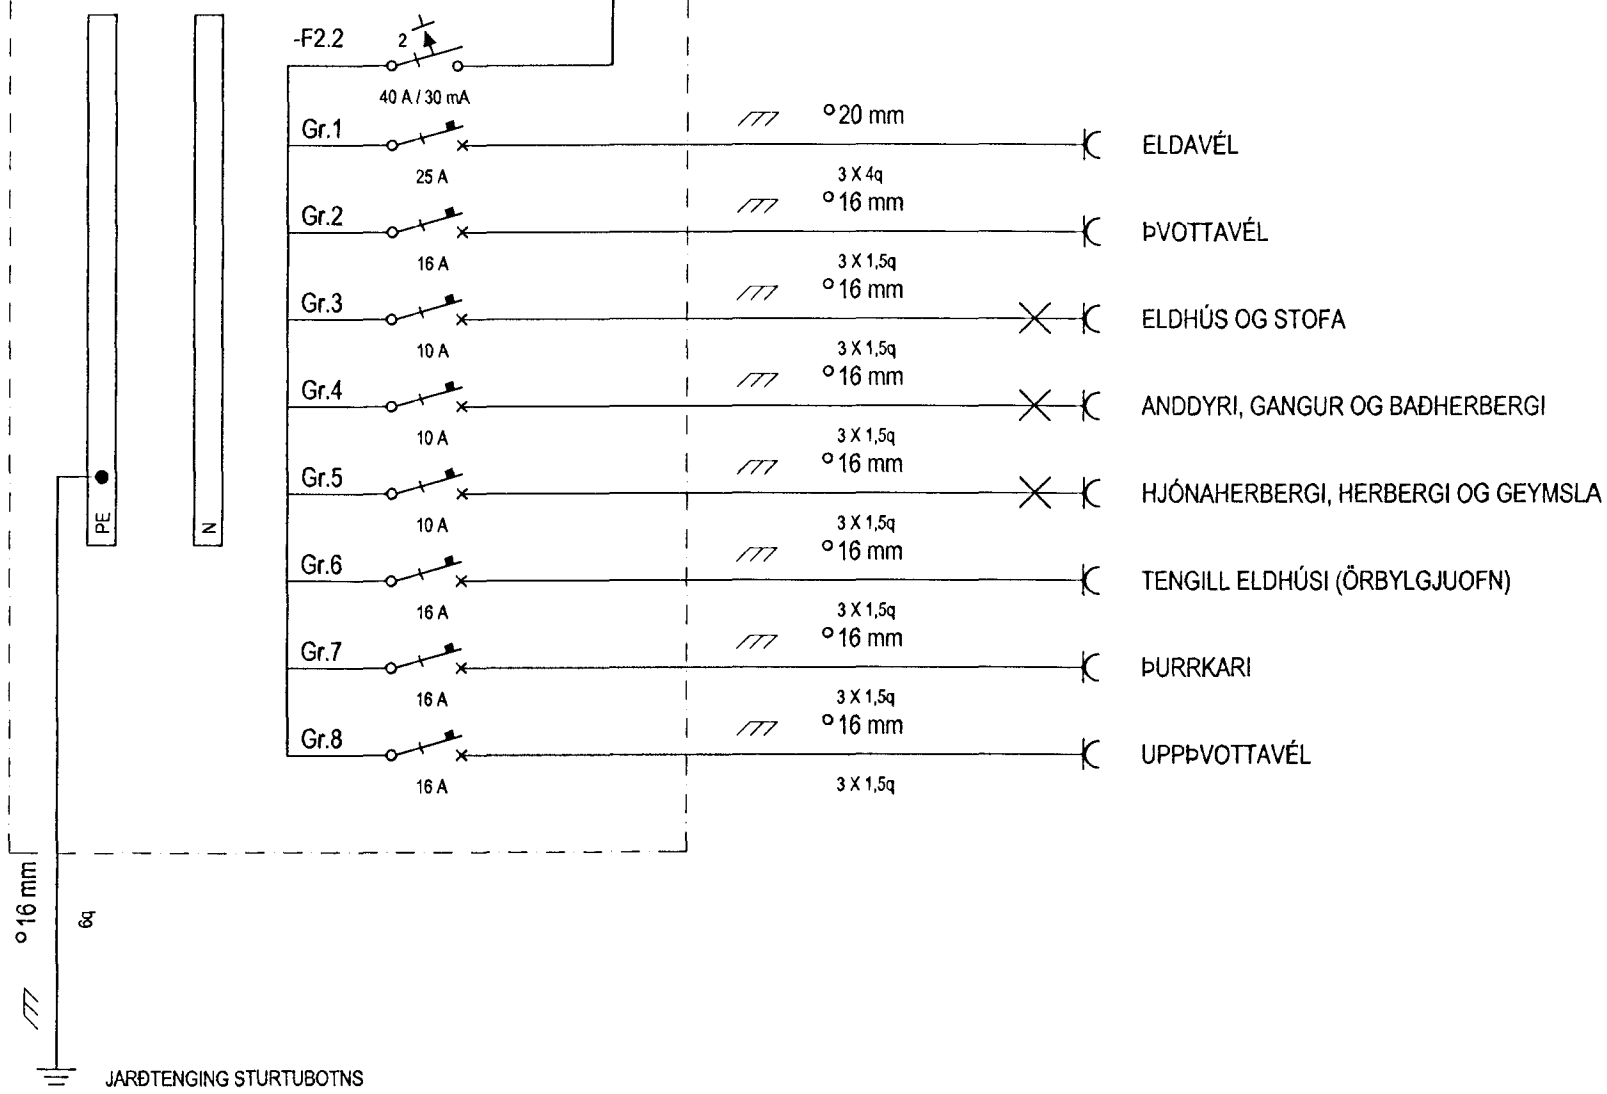 -F2.2
2
40 A / 30 mA
Gr.1
25 A
°20 mm
3 X 4q
ELDAVÉL
Gr.2
16 A
°16 mm
3 X 1,5q
ÞVOTTAVÉL
Gr.3
10 A
°16 mm
3 X 1,5q
ELDHÚS OG STOFA
Gr.4
10 A
°16 mm
3 X 1,5q
ANDDYRI, GANGUR OG BAÐHERBERGI
Gr.5
10 A
°16 mm
3 X 1,5q
HJÓNAHERBERGI, HERBERGI OG GEYMSLA
Gr.6
16 A
°16 mm
3 X 1,5q
TENGILL ELDHÚSI (ÖRBYLGJUOFN)
Gr.7
16 A
°16 mm
3 X 1,5q
ÞURRKARI
Gr.8
16 A
°16 mm
3 X 1,5q
UPPÞVOTTAVÉL
PE
N
°16 mm
6q
JARÐTENGING STURTUBOTNS